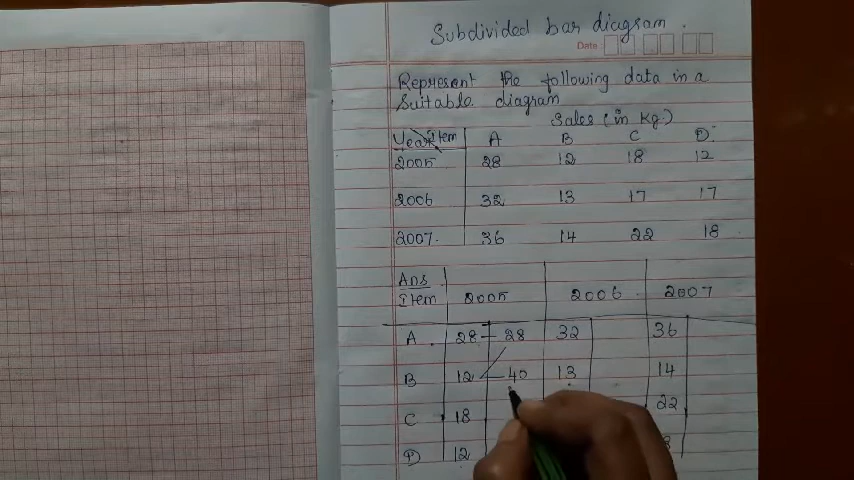 Subdivided bar diagram.
Date
Represent the following data in a
Suitable diagram
Sales (in Kg.)
Year Item A B C D
2005 28 12 18 12
2006 32 13 17 17
2007 36 14 22 18
Ans
Item 2005 2006 2007
A 28 28 32 36
B 12 40 13 14
C 18 22
D 12